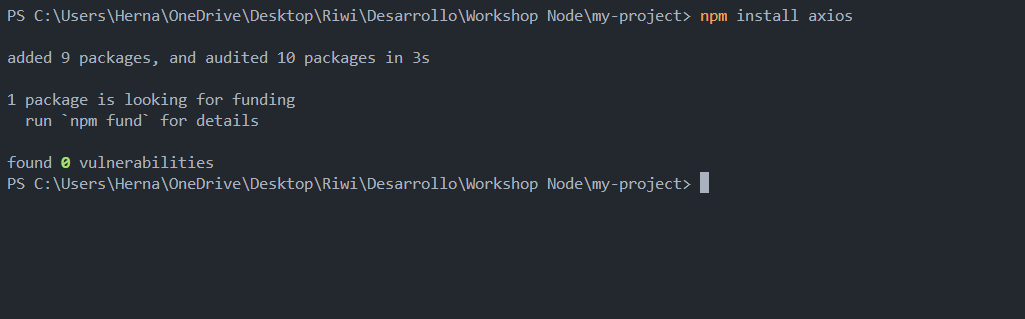 PS C:\Users\Herna\OneDrive\Desktop\Riwi\Desarrollo\Workshop Node\my-project> npm install axios
added 9 packages, and audited 10 packages in 3s
1 package is looking for funding
  run `npm fund` for details
found 0 vulnerabilities
PS C:\Users\Herna\OneDrive\Desktop\Riwi\Desarrollo\Workshop Node\my-project>